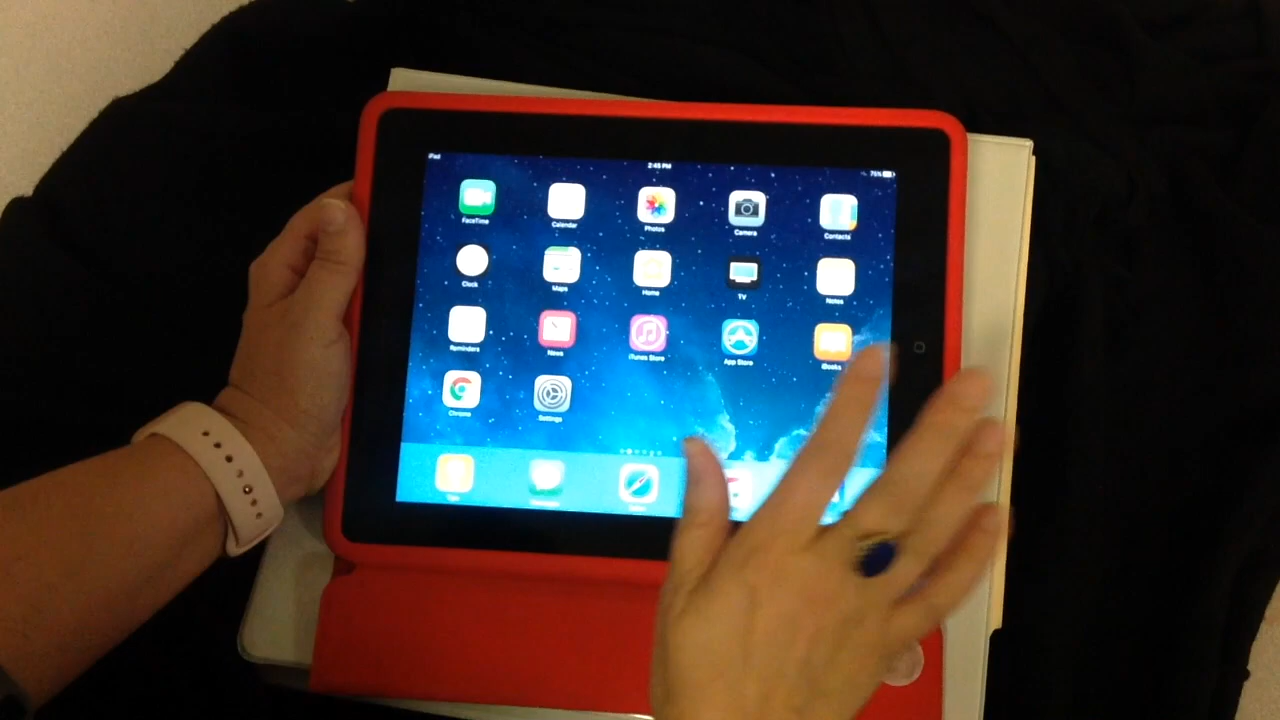 iPad 2:45 PM 75%
FaceTime Calendar Photos Camera Contacts
Clock Maps Home TV Notes
Reminders News iTunes Store App Store iBooks
Chrome Settings